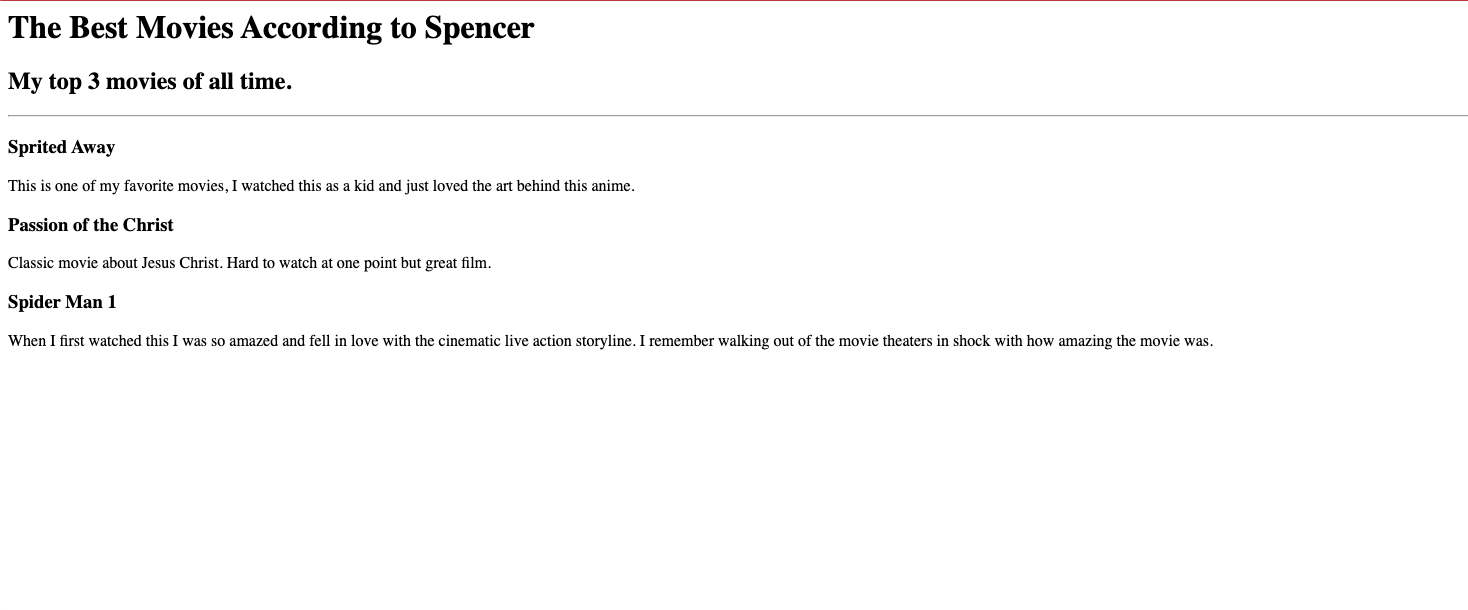 The Best Movies According to Spencer
My top 3 movies of all time.
Sprited Away
This is one of my favorite movies, I watched this as a kid and just loved the art behind this anime.
Passion of the Christ
Classic movie about Jesus Christ. Hard to watch at one point but great film.
Spider Man 1
When I first watched this I was so amazed and fell in love with the cinematic live action storyline. I remember walking out of the movie theaters in shock with how amazing the movie was.